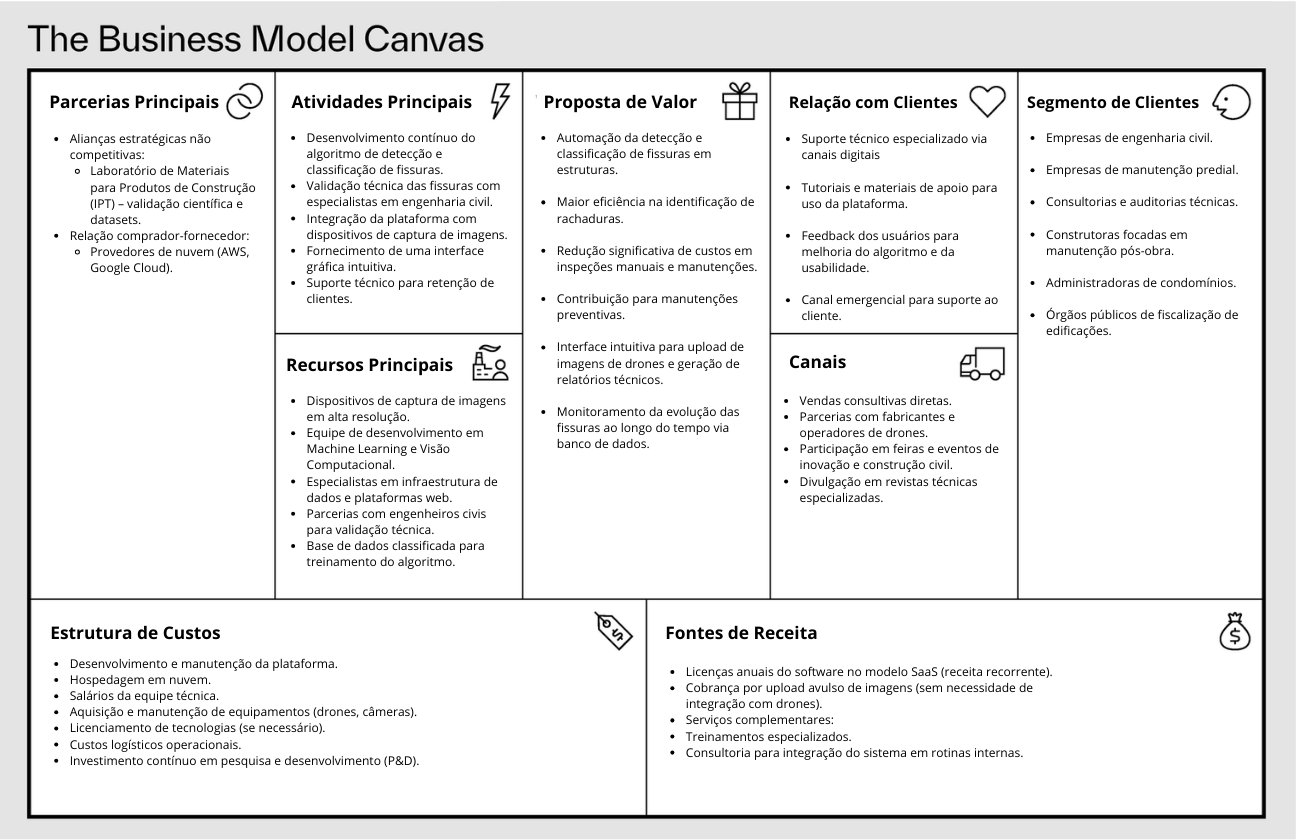 The Business Model Canvas
Parcerias Principais
• Alianças estratégicas não
competitivas:
◦ Laboratório de Materiais
para Produtos de Construção
(IPT) – validação científica e
datasets.
• Relação comprador-fornecedor:
◦ Provedores de nuvem (AWS,
Google Cloud).
Atividades Principais
• Desenvolvimento contínuo do
algoritmo de detecção e
classificação de fissuras.
• Validação técnica das fissuras com
especialistas em engenharia civil.
• Integração da plataforma com
dispositivos de captura de imagens.
• Fornecimento de uma interface
gráfica intuitiva.
• Suporte técnico para retenção de
clientes.
Recursos Principais
• Dispositivos de captura de imagens
em alta resolução.
• Equipe de desenvolvimento em
Machine Learning e Visão
Computacional.
• Especialistas em infraestrutura de
dados e plataformas web.
• Parcerias com engenheiros civis
para validação técnica.
• Base de dados classificada para
treinamento do algoritmo.
Proposta de Valor
• Automação da detecção e
classificação de fissuras em
estruturas.
• Maior eficiência na identificação de
rachaduras.
• Redução significativa de custos em
inspeções manuais e manutenções.
• Contribuição para manutenções
preventivas.
• Interface intuitiva para upload de
imagens de drones e geração de
relatórios técnicos.
• Monitoramento da evolução das
fissuras ao longo do tempo via
banco de dados.
Relação com Clientes
• Suporte técnico especializado via
canais digitais
• Tutoriais e materiais de apoio para
uso da plataforma.
• Feedback dos usuários para
melhoria do algoritmo e da
usabilidade.
• Canal emergencial para suporte ao
cliente.
Canais
• Vendas consultivas diretas.
• Parcerias com fabricantes e
operadores de drones.
• Participação em feiras e eventos de
inovação e construção civil.
• Divulgação em revistas técnicas
especializadas.
Segmento de Clientes
• Empresas de engenharia civil.
• Empresas de manutenção predial.
• Consultorias e auditorias técnicas.
• Construtoras focadas em
manutenção pós-obra.
• Administradoras de condomínios.
• Órgãos públicos de fiscalização de
edificações.
Estrutura de Custos
$
• Desenvolvimento e manutenção da plataforma.
• Hospedagem em nuvem.
• Salários da equipe técnica.
• Aquisição e manutenção de equipamentos (drones, câmeras).
• Licenciamento de tecnologias (se necessário).
• Custos logísticos operacionais.
• Investimento contínuo em pesquisa e desenvolvimento (P&D).
Fontes de Receita
$
• Licenças anuais do software no modelo SaaS (receita recorrente).
• Cobrança por upload avulso de imagens (sem necessidade de
integração com drones).
• Serviços complementares:
• Treinamentos especializados.
• Consultoria para integração do sistema em rotinas internas.